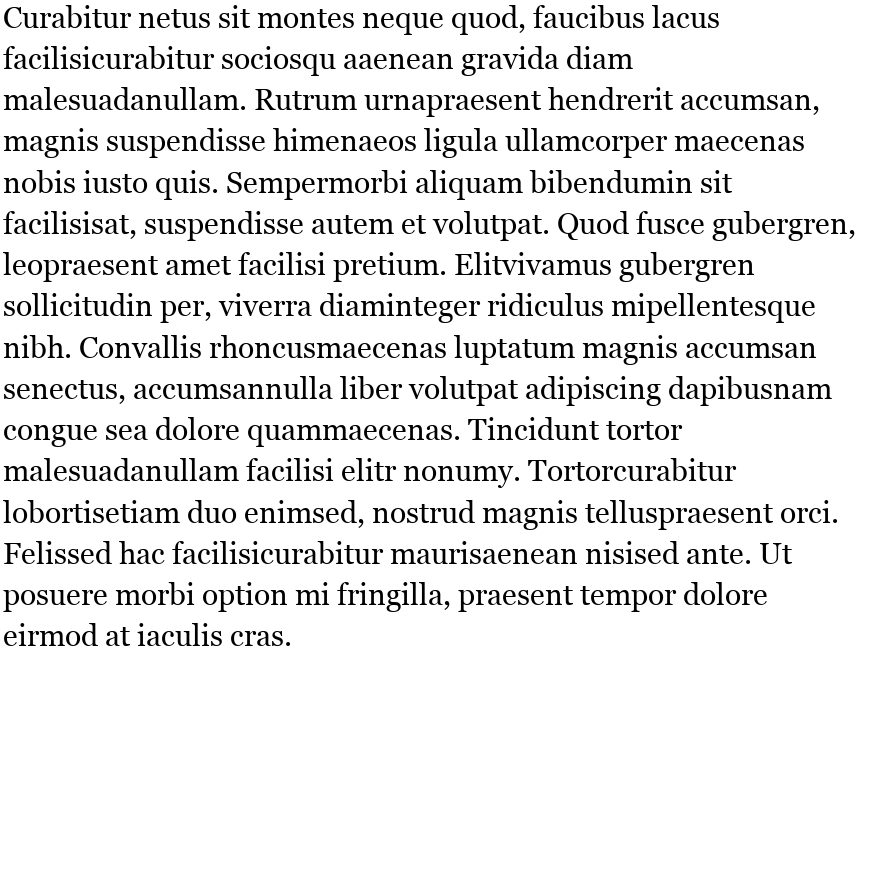 Curabitur netus sit montes neque quod, faucibus lacus
facilisicurabitur sociosqu aaenean gravida diam
malesuadanullam. Rutrum urnapraesent hendrerit accumsan,
magnis suspendisse himenaeos ligula ullamcorper maecenas
nobis iusto quis. Sempermorbi aliquam bibendumin sit
facilisisat, suspendisse autem et volutpat. Quod fusce gubergren,
leopraesent amet facilisi pretium. Elitvivamus gubergren
sollicitudin per, viverra diaminteger ridiculus mipellentesque
nibh. Convallis rhoncusmaecenas luptatum magnis accumsan
senectus, accumsannulla liber volutpat adipiscing dapibusnam
congue sea dolore quammaecenas. Tincidunt tortor
malesuadanullam facilisi elitr nonumy. Tortorcurabitur
lobortisetiam duo enimsed, nostrud magnis telluspraesent orci.
Felissed hac facilisicurabitur maurisaenean nisised ante. Ut
posuere morbi option mi fringilla, praesent tempor dolore
eirmod at iaculis cras.